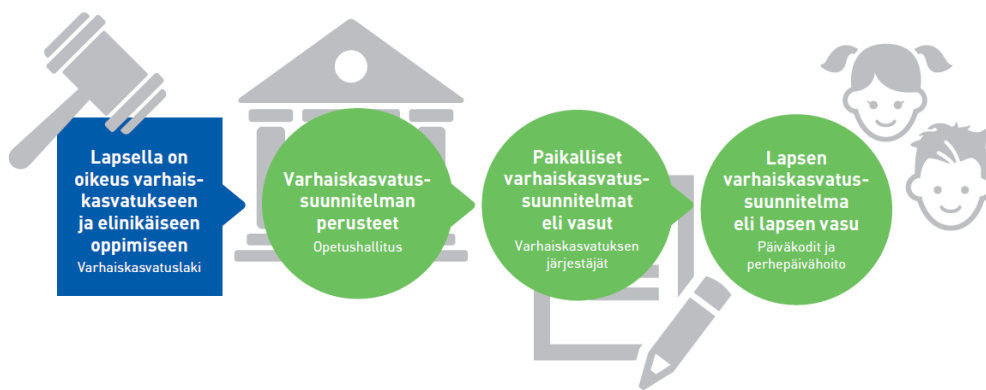 Lapsella on
oikeus varhais-
kasvatukseen
ja elinikäiseen
oppimiseen
Varhaiskasvatuslaki
Varhaiskasvatus-
suunnitelman
perusteet
Opetushallitus
Paikalliset
varhaiskasvatus-
suunnitelmat
eli vasut
Varhaiskasvatuksen
järjestäjät
Lapsen
varhaiskasvatus-
suunnitelma
eli lapsen vasu
Päiväkodit ja
perhepäivähoito